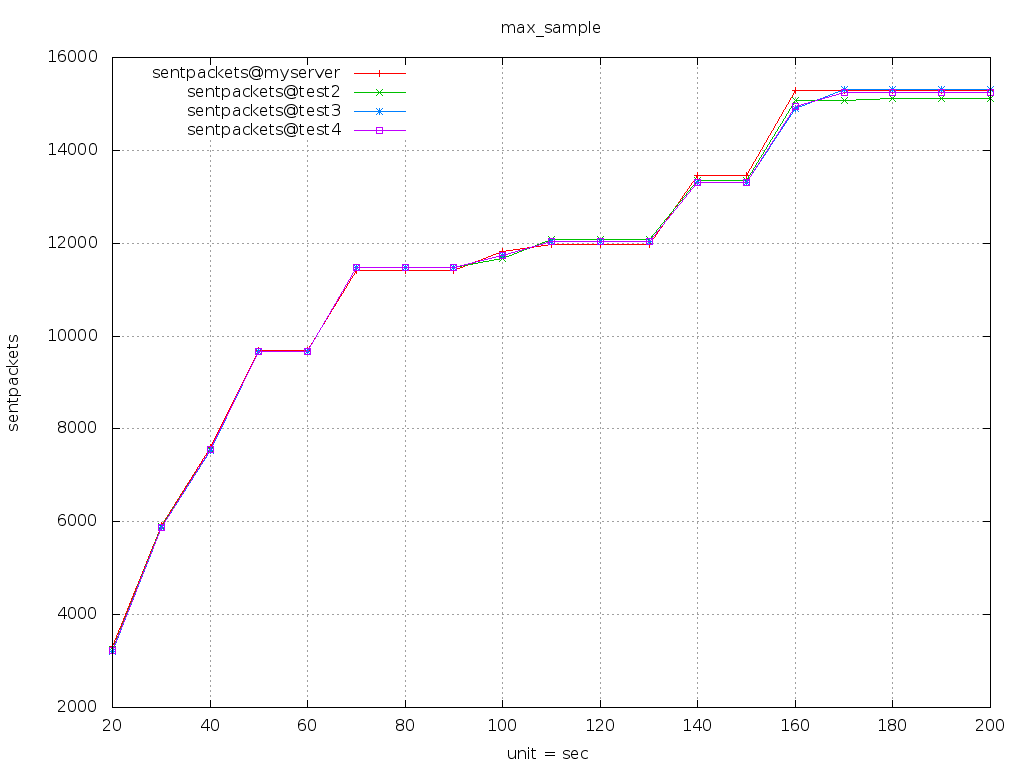 max_sample
16000
sentpackets@myserver
sentpackets@test2
sentpackets@test3
sentpackets@test4
14000
12000
10000
sentpackets
8000
6000
4000
2000
20 40 60 80 100 120 140 160 180 200
unit = sec